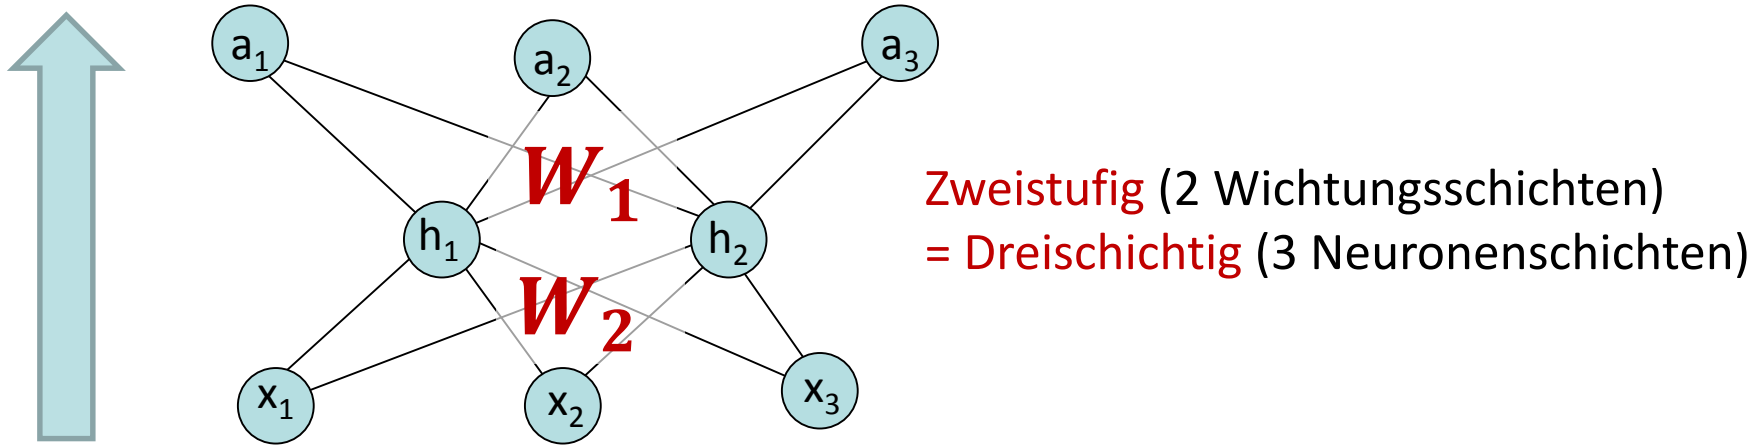 a₁ a₂ a₃
W₁
Zweistufig (2 Wichtungsschichten)
h₁ h₂
= Dreischichtig (3 Neuronenschichten)
W₂
x₁ x₂ x₃